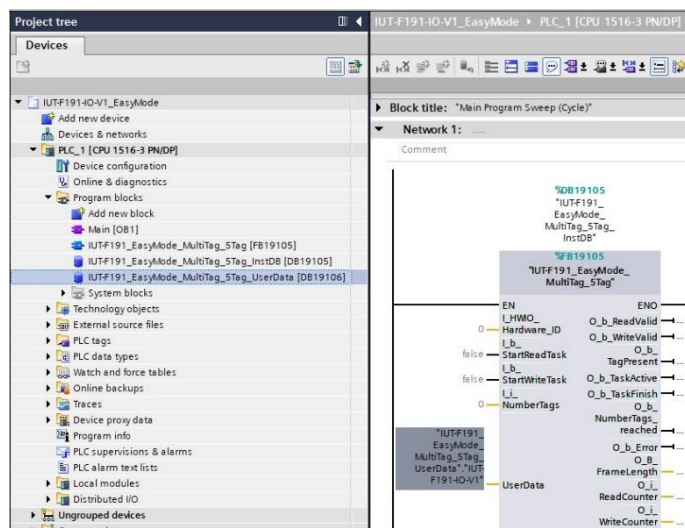 Project tree
Devices
IUT-F191-IO-V1_EasyMode
Add new device
Devices & networks
PLC_1 [CPU 1516-3 PN/DP]
Device configuration
Online & diagnostics
Program blocks
Add new block
Main [OB1]
IUT-F191_EasyMode_MultiTag_5Tag [FB19105]
IUT-F191_EasyMode_MultiTag_5Tag_InstDB [DB19105]
IUT-F191_EasyMode_MultiTag_5Tag_UserData [DB19106]
System blocks
Technology objects
External source files
PLC tags
PLC data types
Watch and force tables
Online backups
Traces
Device proxy data
Program info
PLC supervisions & alarms
PLC alarm text lists
Local modules
Distributed I/O
Ungrouped devices
IUT-F191-IO-V1_EasyMode PLC_1 [CPU 1516-3 PN/DP]
Block title: "Main Program Sweep (Cycle)"
Network 1: ....
Comment
%DB19105
"IUT-F191_
EasyMode_
MultiTag_5Tag_
InstDB"
%FB19105
"IUT-F191_EasyMode_
MultiTag_5Tag"
EN
ENO
0
I_HWIO_
Hardware_ID
false
I_b_
StartReadTask
false
I_b_
StartWriteTask
0
I_i_
NumberTags
"IUT-F191_
EasyMode_
MultiTag_5Tag_
UserData"."IUT-
F191-IO-V1"
UserData
O_b_ReadValid ...
O_b_WriteValid ...
O_b_
TagPresent ...
O_b_TaskActive ...
O_b_TaskFinish ...
O_b_
NumberTags_
reached ...
O_b_Error ...
O_B_
FrameLength ...
O_i_
ReadCounter ...
O_i_
WriteCounter ...